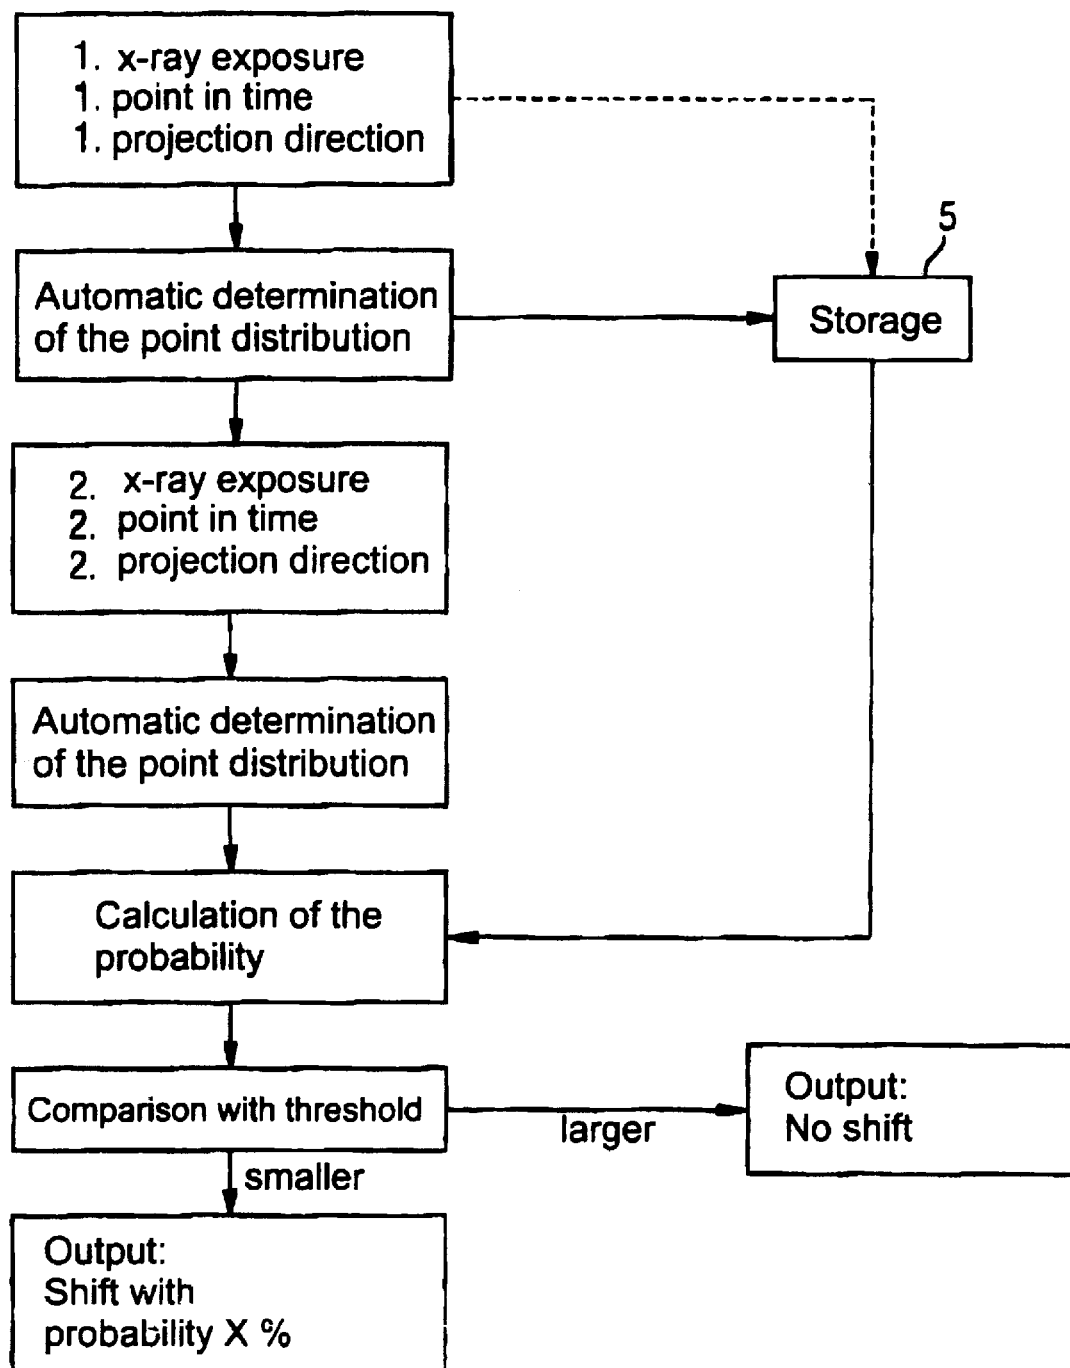 1. x-ray exposure
1. point in time
1. projection direction
5
Automatic determination
of the point distribution
Storage
2. x-ray exposure
2. point in time
2. projection direction
Automatic determination
of the point distribution
Calculation of the
probability
Comparison with threshold
larger
Output:
No shift
smaller
Output:
Shift with
probability X %